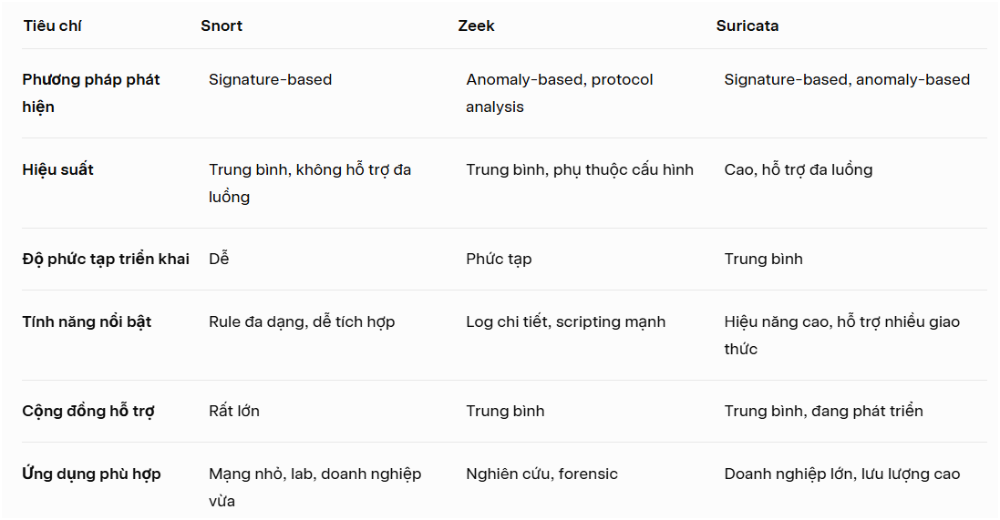 Tiêu chí Snort Zeek Suricata
Phương pháp phát hiện Signature-based Anomaly-based, protocol analysis Signature-based, anomaly-based
Hiệu suất Trung bình, không hỗ trợ đa luồng Trung bình, phụ thuộc cấu hình Cao, hỗ trợ đa luồng
Độ phức tạp triển khai Dễ Phức tạp Trung bình
Tính năng nổi bật Rule đa dạng, dễ tích hợp Log chi tiết, scripting mạnh Hiệu năng cao, hỗ trợ nhiều giao thức
Cộng đồng hỗ trợ Rất lớn Trung bình Trung bình, đang phát triển
Ứng dụng phù hợp Mạng nhỏ, lab, doanh nghiệp vừa Nghiên cứu, forensic Doanh nghiệp lớn, lưu lượng cao